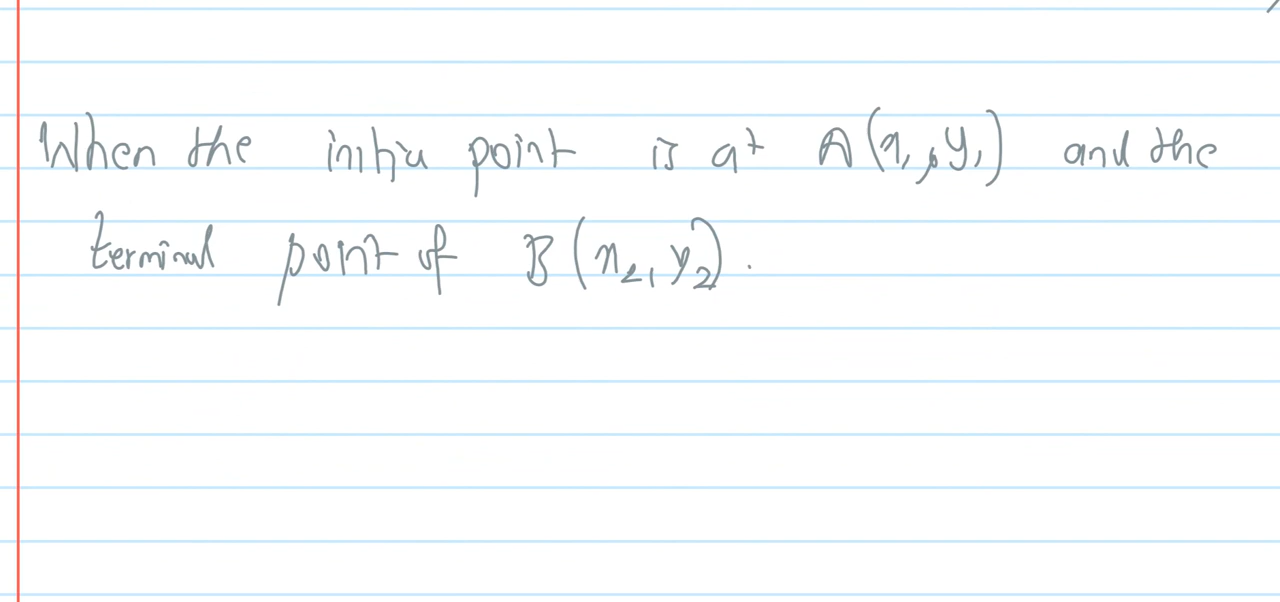 When the initia point is at A(x₁, y₁) and the
terminal point of B(x₂, y₂).